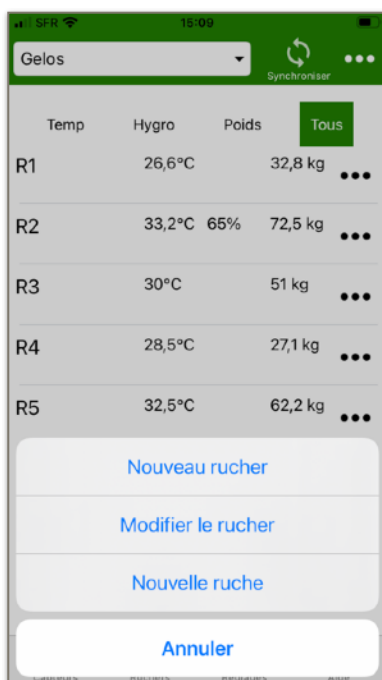 SFR 15:09
Gelos
Synchroniser
Temp Hygro Poids Tous
R1 26,6°C 32,8 kg
R2 33,2°C 65% 72,5 kg
R3 30°C 51 kg
R4 28,5°C 27,1 kg
R5 32,5°C 62,2 kg
Nouveau rucher
Modifier le rucher
Nouvelle ruche
Annuler